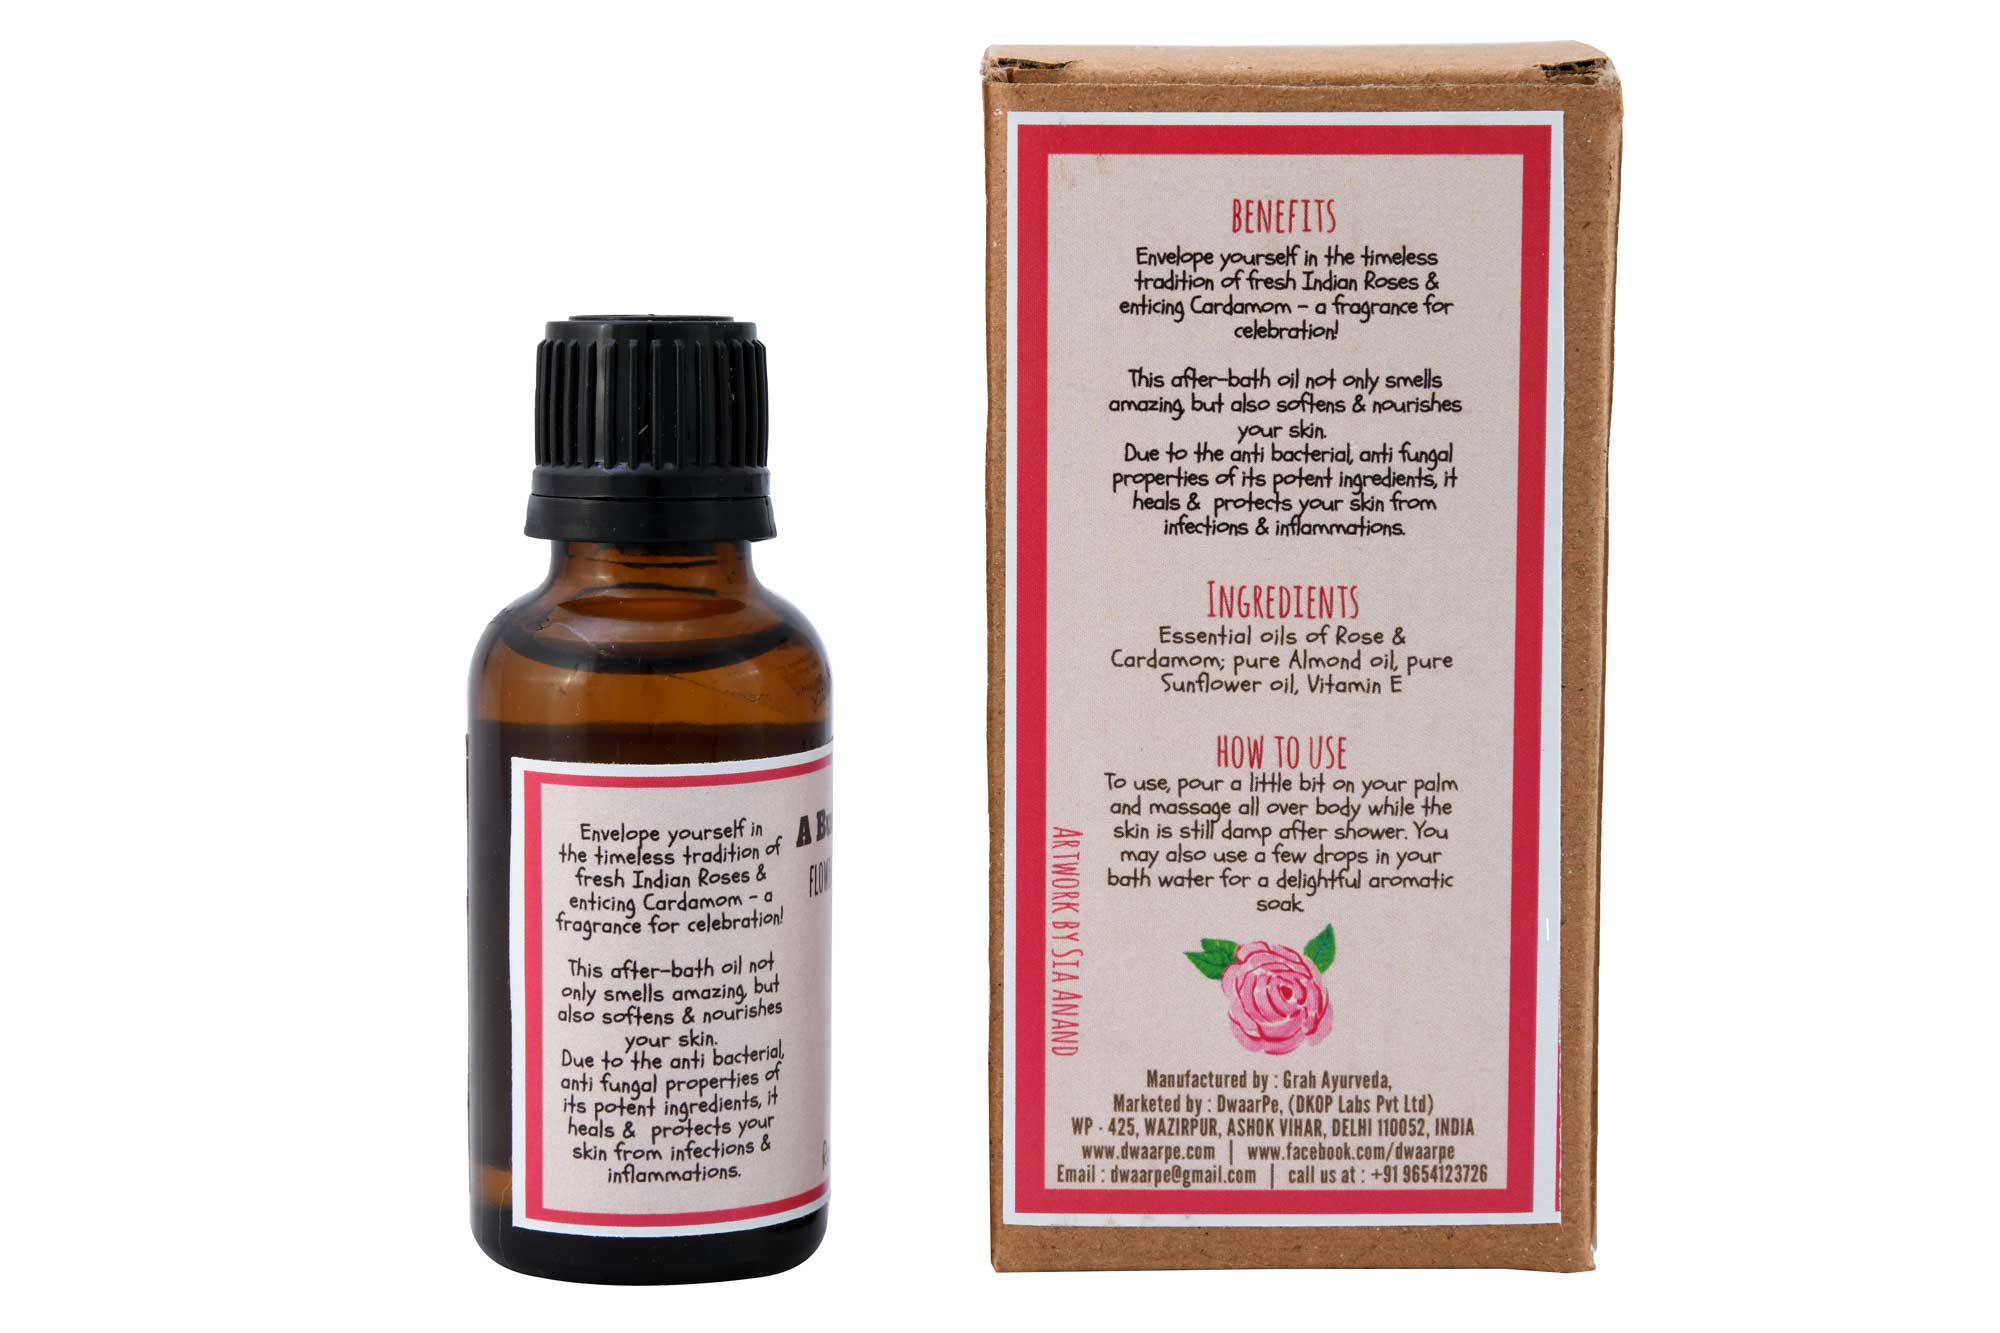 Envelope yourself in
the timeless tradition of
fresh Indian Roses &
enticing Cardamom - a
fragrance for celebration!
This after-bath oil not
only smells amazing, but
also softens & nourishes
your skin.
Due to the anti bacterial,
anti fungal properties of
its potent ingredients, it
heals &  protects your
skin from infections &
inflammations.
A
BENEFITS
Envelope yourself in the timeless
tradition of fresh Indian Roses &
enticing Cardamom - a fragrance for
celebration!
This after-bath oil not only smells
amazing, but also softens & nourishes
your skin.
Due to the anti bacterial, anti fungal
properties of its potent ingredients, it
heals &  protects your skin from
infections & inflammations.
INGREDIENTS
Essential oils of Rose &
Cardamom; pure Almond oil, pure
Sunflower oil, Vitamin E
HOW TO USE
To use, pour a little bit on your palm
and massage all over body while the
skin is still damp after shower. You
may also use a few drops in your
bath water for a delightful aromatic
soak.
ARTWORK BY SIA ANAND
Manufactured by : Grah Ayurveda,
Marketed by : DwaarPe, (DKOP Labs Pvt Ltd)
WP - 425, WAZIRPUR, ASHOK VIHAR, DELHI 110052, INDIA
www.dwaarpe.com | www.facebook.com/dwaarpe
Email : dwaarpe@gmail.com | call us at : +91 9654123726